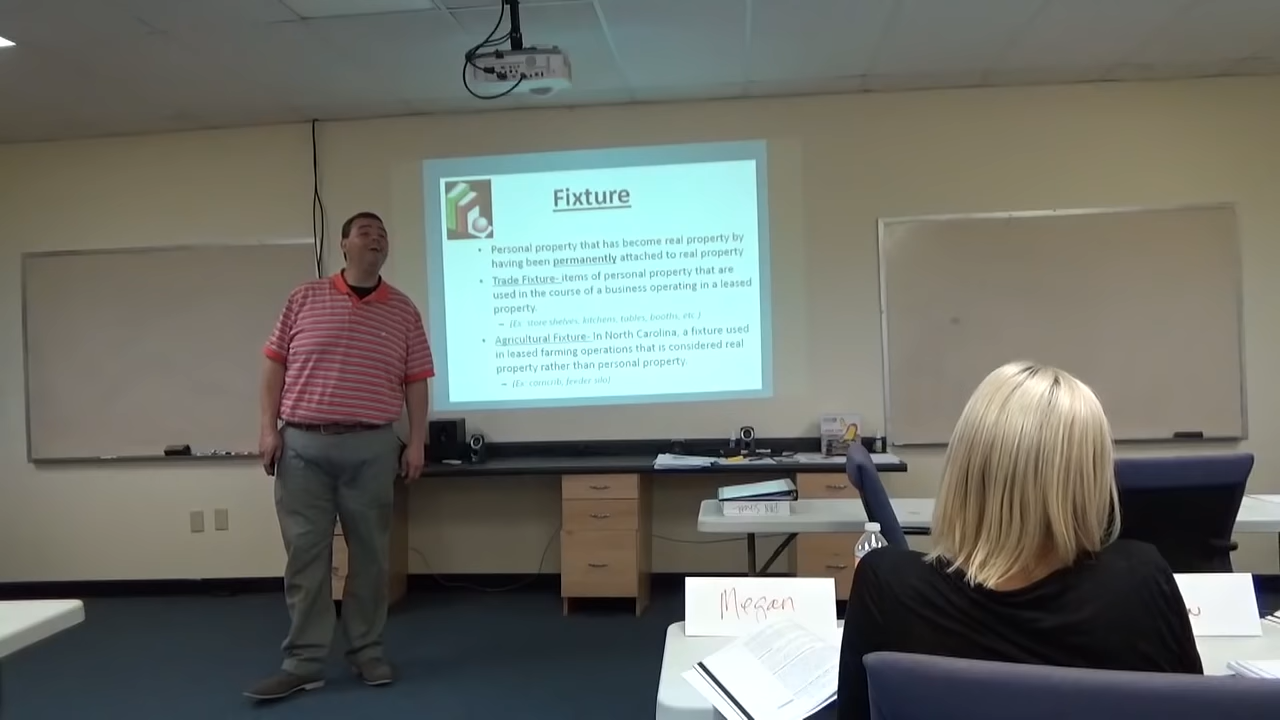 Fixture
• Personal property that has become real property by
having been permanently attached to real property
• Trade Fixture- items of personal property that are
used in the course of a business operating in a leased
property.
– (Ex: store shelves, kitchens, tables, booths, etc.)
• Agricultural Fixture- In North Carolina, a fixture used
in leased farming operations that is considered real
property rather than personal property.
– (Ex: corncrib, feeder silo)
Megan